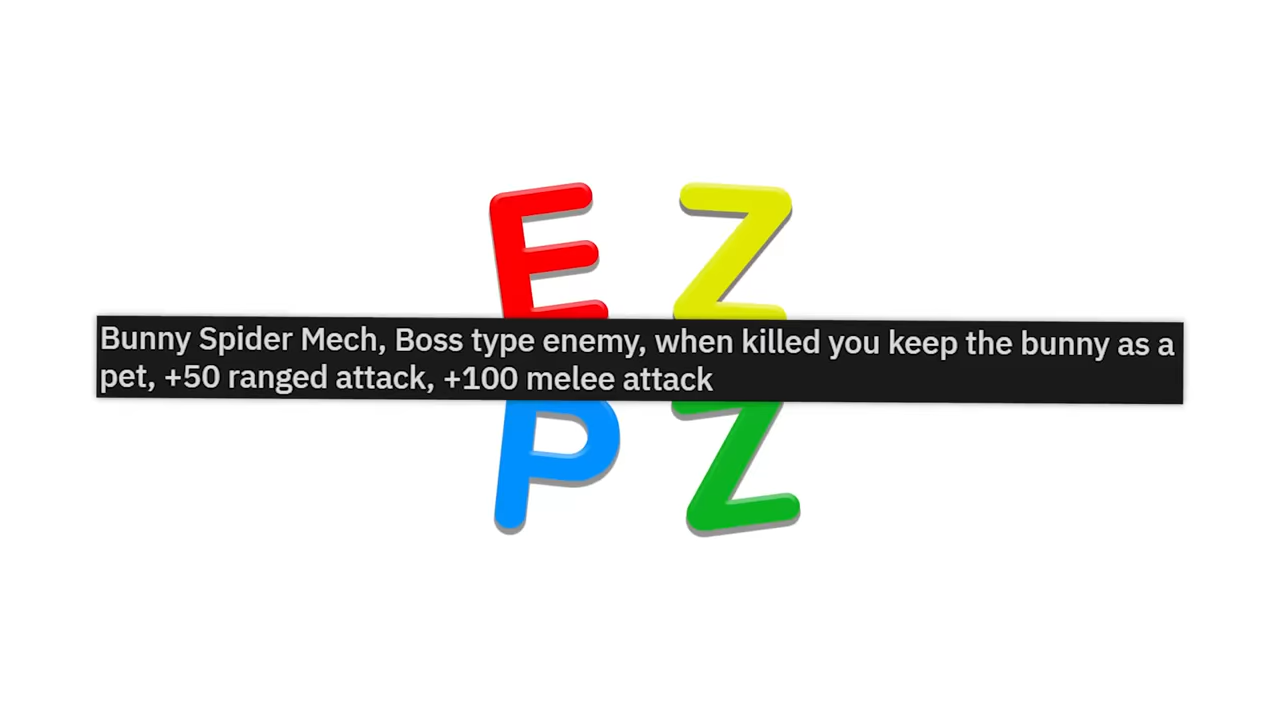 E Z
Bunny Spider Mech, Boss type enemy, when killed you keep the bunny as a
pet, +50 ranged attack, +100 melee attack
P Z